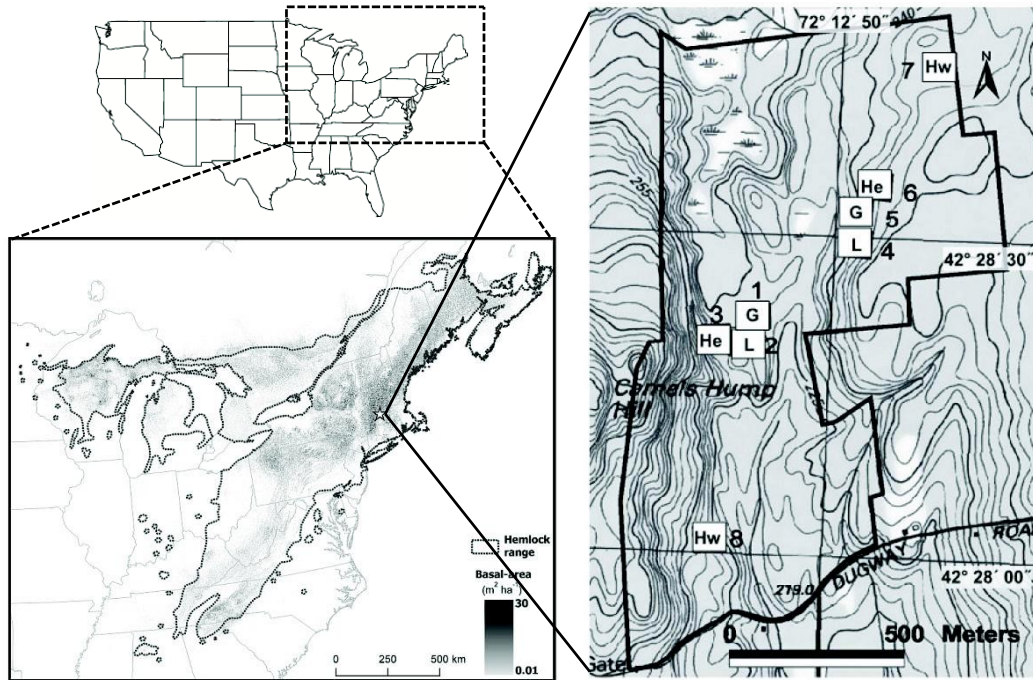 Hemlock
range
Basal-area
(m² ha⁻¹)
30
0.01
0 250 500 km
72° 12´ 50˝
240
N
7 Hw
255
He 6
G 5
L 4
42° 28´ 30˝
1
G
3
He
L 2
Camels Hump
Hill
225
Hw 8
DUGWAY
ROA
42° 28´ 00˝
279.0
0 500 Meters
Gate